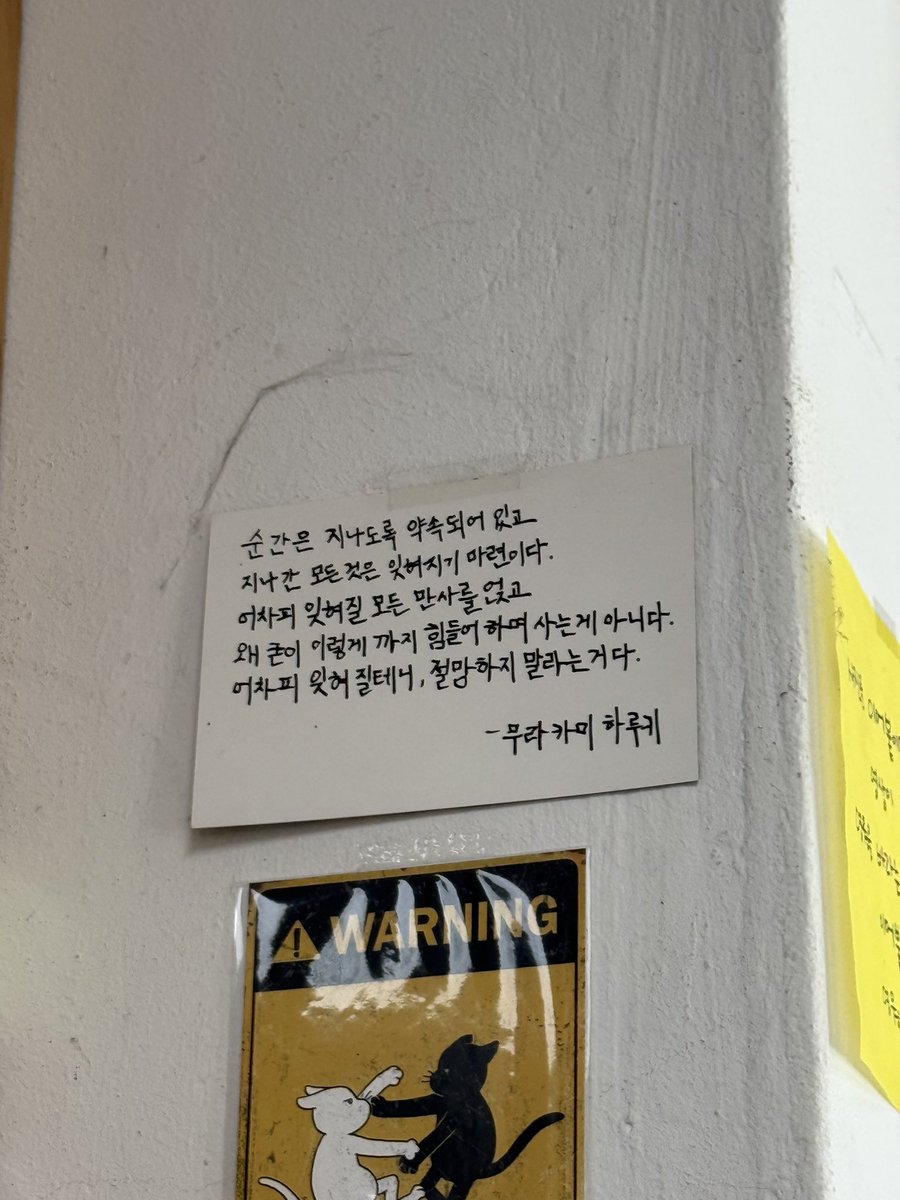 순간은 지나도록 약속되어 있고
지나간 모든 것은 잊혀지기 마련이다.
어차피 잊혀질 모든 만사를 얹고
왜 굳이 이렇게 까지 힘들어 하며 사는게 아니다.
어차피 잊혀 질테니, 절망하지 말라는거다.
-무라카미 하루키
WARNING